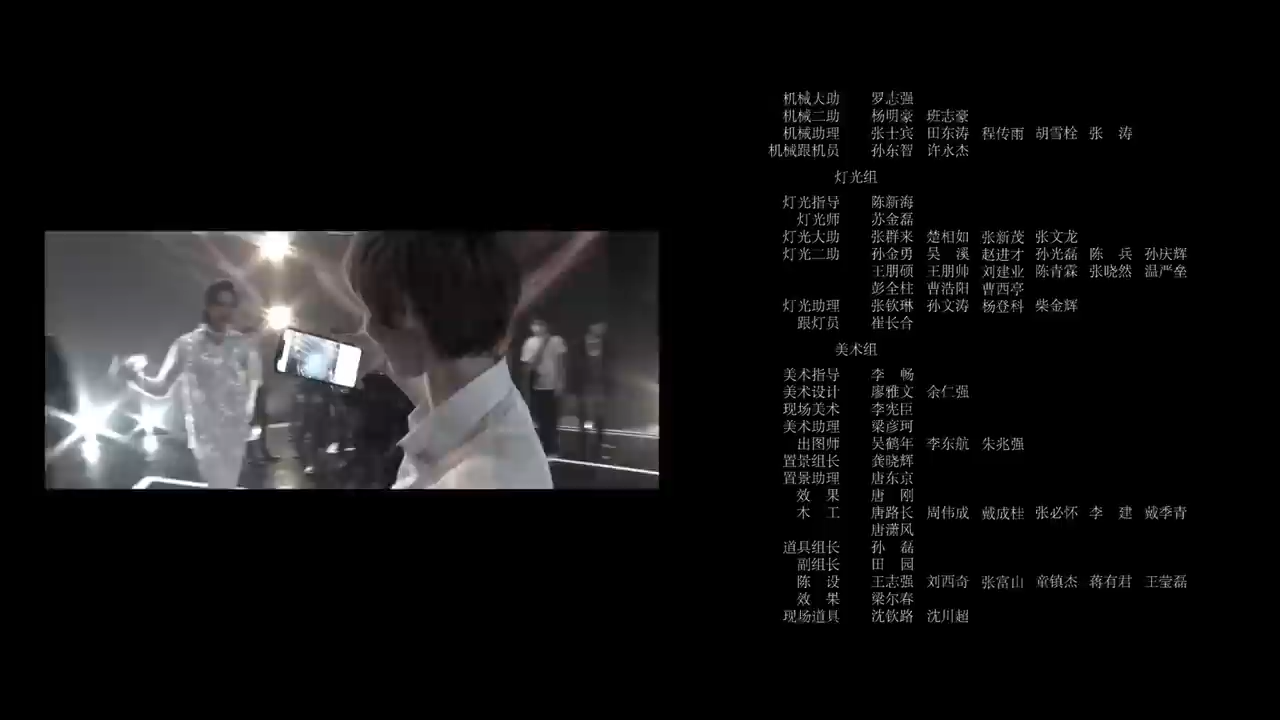 机械大助 罗志强
机械二助 杨明豪 班志豪
机械助理 张士宾 田东涛 程传雨 胡雪栓 张 涛
机械跟机员 孙东智 许永杰
灯光组
灯光指导 陈新海
灯光师 苏金磊
灯光大助 张群来 楚相如 张新茂 张文龙
灯光二助 孙金勇 吴 溪 赵进才 孙光磊 陈 兵 孙庆辉
王朋硕 王朋帅 刘建业 陈青霖 张晓然 温严垒
彭全柱 曹浩阳 曹西亭
灯光助理 张钦琳 孙文涛 杨登科 柴金辉
跟灯员 崔长合
美术组
美术指导 李 畅
美术设计 廖雅文 余仁强
现场美术 李宪臣
美术助理 梁彦珂
出图师 吴鹤年 李东航 朱兆强
置景组长 龚晓辉
置景助理 唐东京
效 果 唐 刚
木 工 唐路长 周伟成 戴成桂 张必怀 李 建 戴季青
唐潇风
道具组长 孙 磊
副组长 田 园
陈 设 王志强 刘西奇 张富山 童镇杰 蒋有君 王莹磊
效 果 梁尔春
现场道具 沈钦路 沈川超